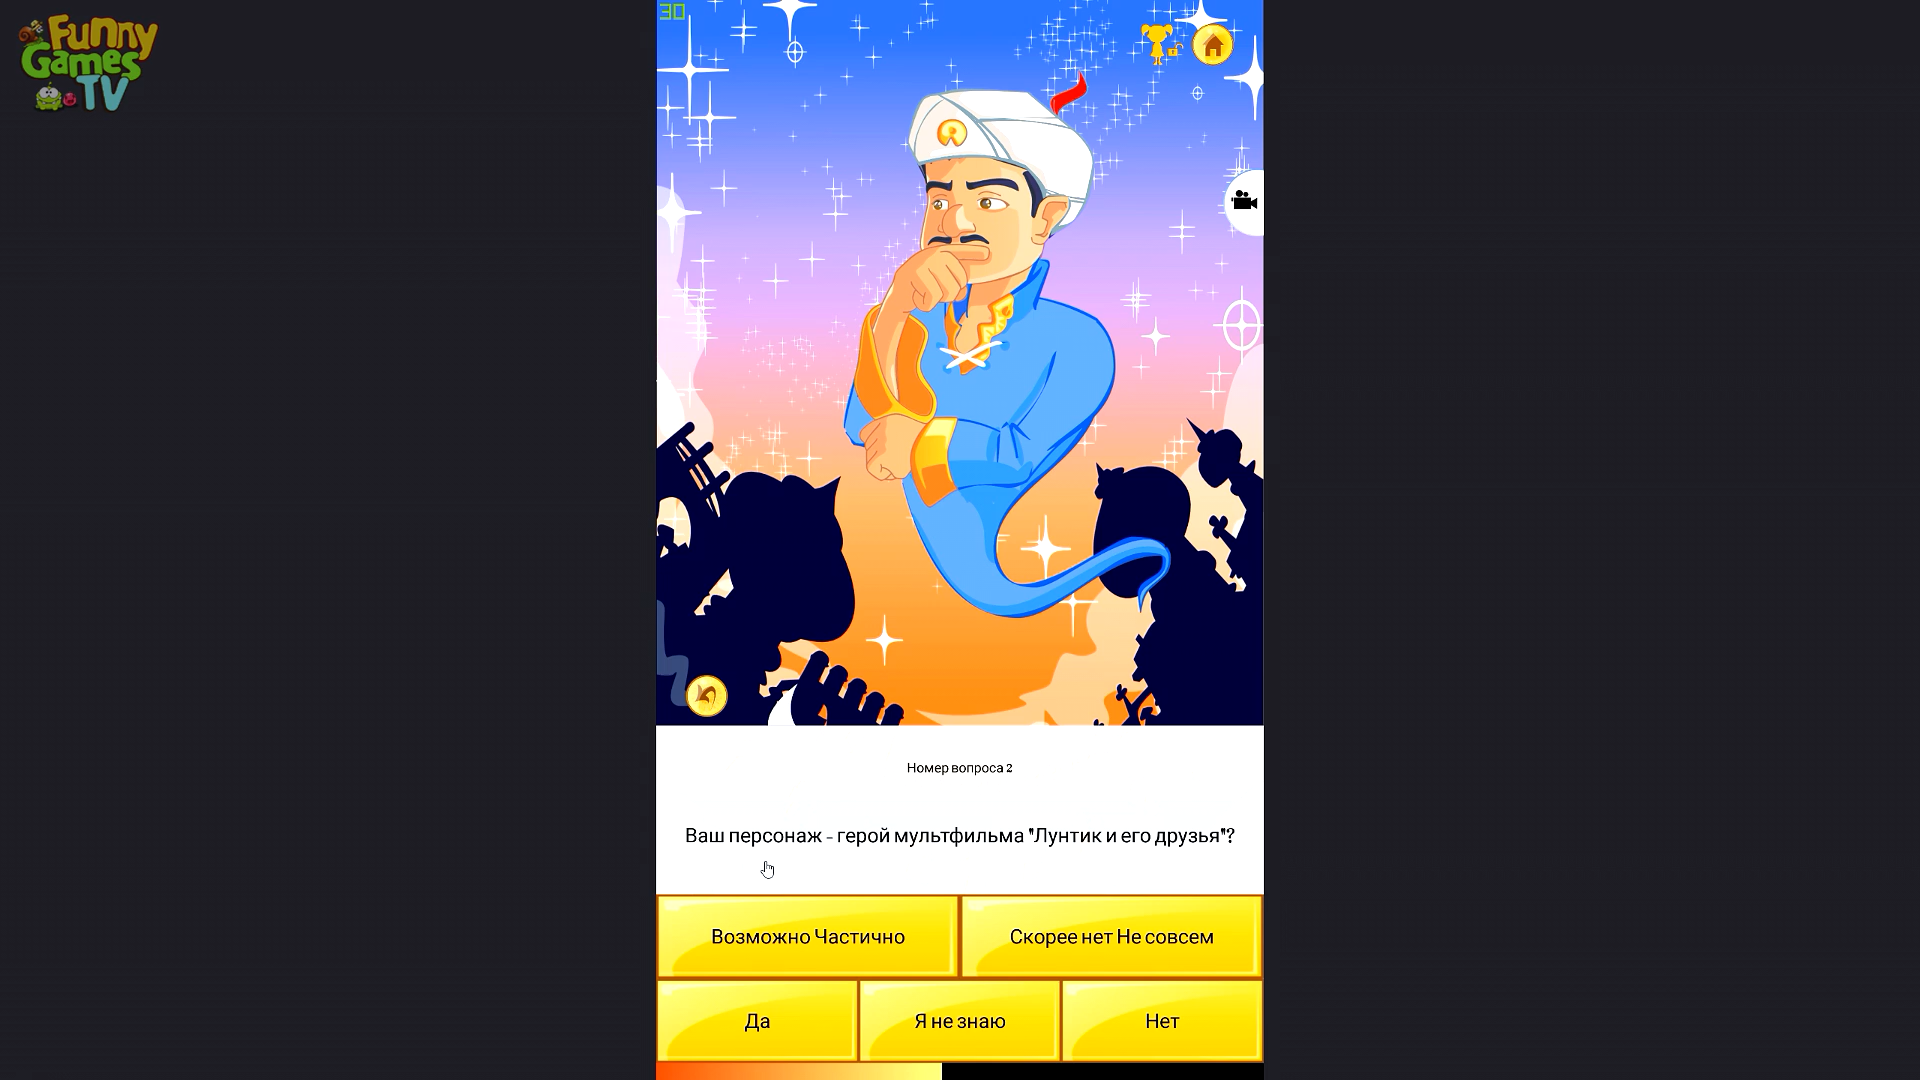 Funny
Games
TV
30
Номер вопроса 2
Ваш персонаж - герой мультфильма "Лунтик и его друзья"?
Возможно Частично
Скорее нет Не совсем
Да
Я не знаю
Нет